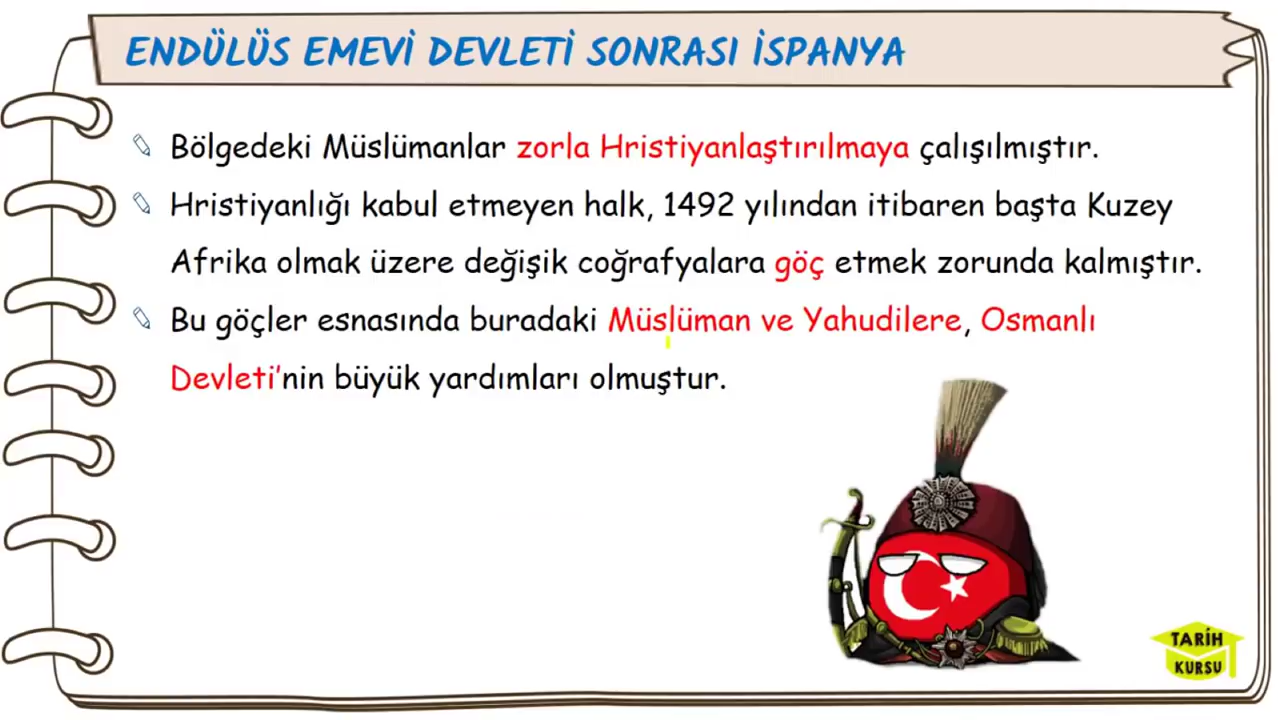 ENDÜLÜS EMEVİ DEVLETİ SONRASI İSPANYA
Bölgedeki Müslümanlar zorla Hristiyanlaştırılmaya çalışılmıştır.
Hristiyanlığı kabul etmeyen halk, 1492 yılından itibaren başta Kuzey
Afrika olmak üzere değişik coğrafyalara göç etmek zorunda kalmıştır.
Bu göçler esnasında buradaki Müslüman ve Yahudilere, Osmanlı
Devleti'nin büyük yardımları olmuştur.
TARİH
KURSU